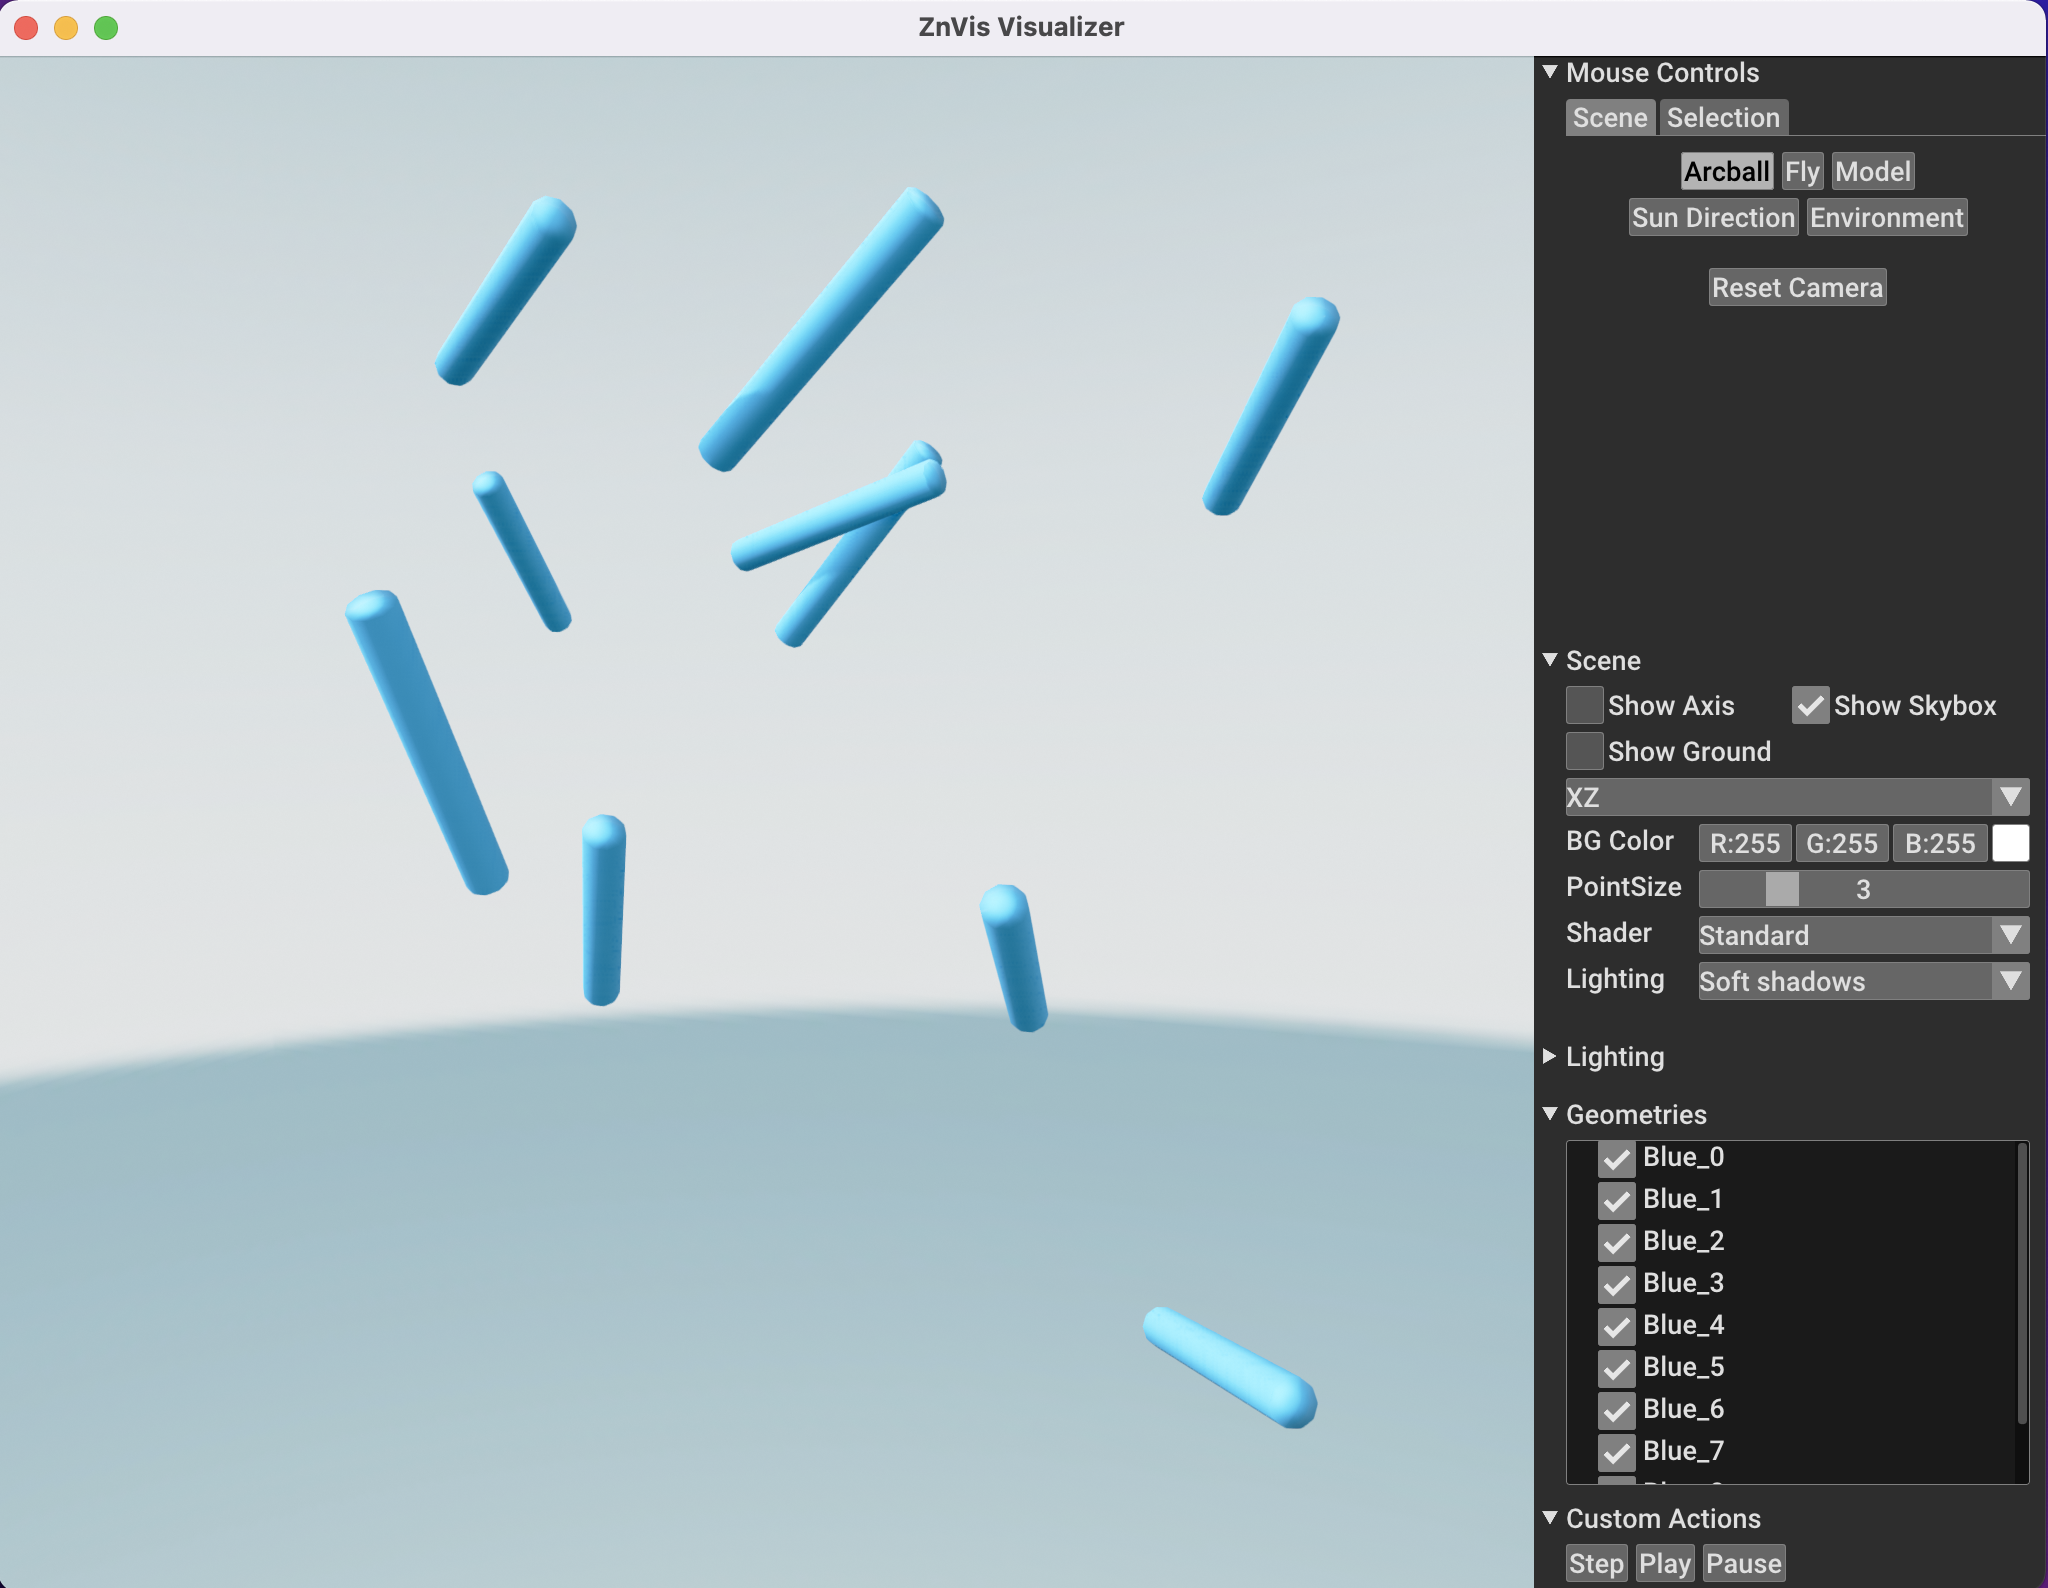 ZnVis Visualizer
Mouse Controls
Scene Selection
Arcball Fly Model
Sun Direction Environment
Reset Camera
Scene
Show Axis Show Skybox
Show Ground
XZ
BG Color R:255 G:255 B:255
PointSize 3
Shader Standard
Lighting Soft shadows
Lighting
Geometries
Blue_0
Blue_1
Blue_2
Blue_3
Blue_4
Blue_5
Blue_6
Blue_7
Custom Actions
Step Play Pause